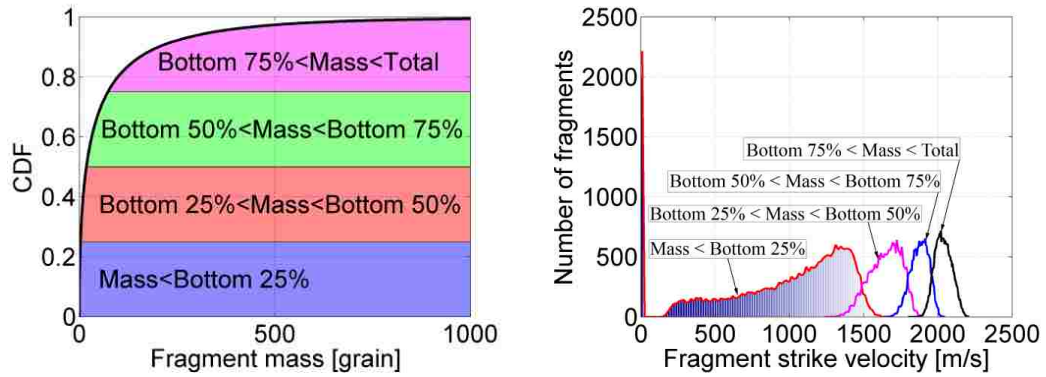 1
0.8
0.6
0.4
0.2
0
CDF
Bottom 75%<Mass<Total
Bottom 50%<Mass<Bottom 75%
Bottom 25%<Mass<Bottom 50%
Mass<Bottom 25%
0
500
1000
Fragment mass [grain]
2500
2000
1500
1000
500
0
Number of fragments
Bottom 75% < Mass < Total
Bottom 50% < Mass < Bottom 75%
Bottom 25% < Mass < Bottom 50%
Mass < Bottom 25%
0
500
1000
1500
2000
2500
Fragment strike velocity [m/s]